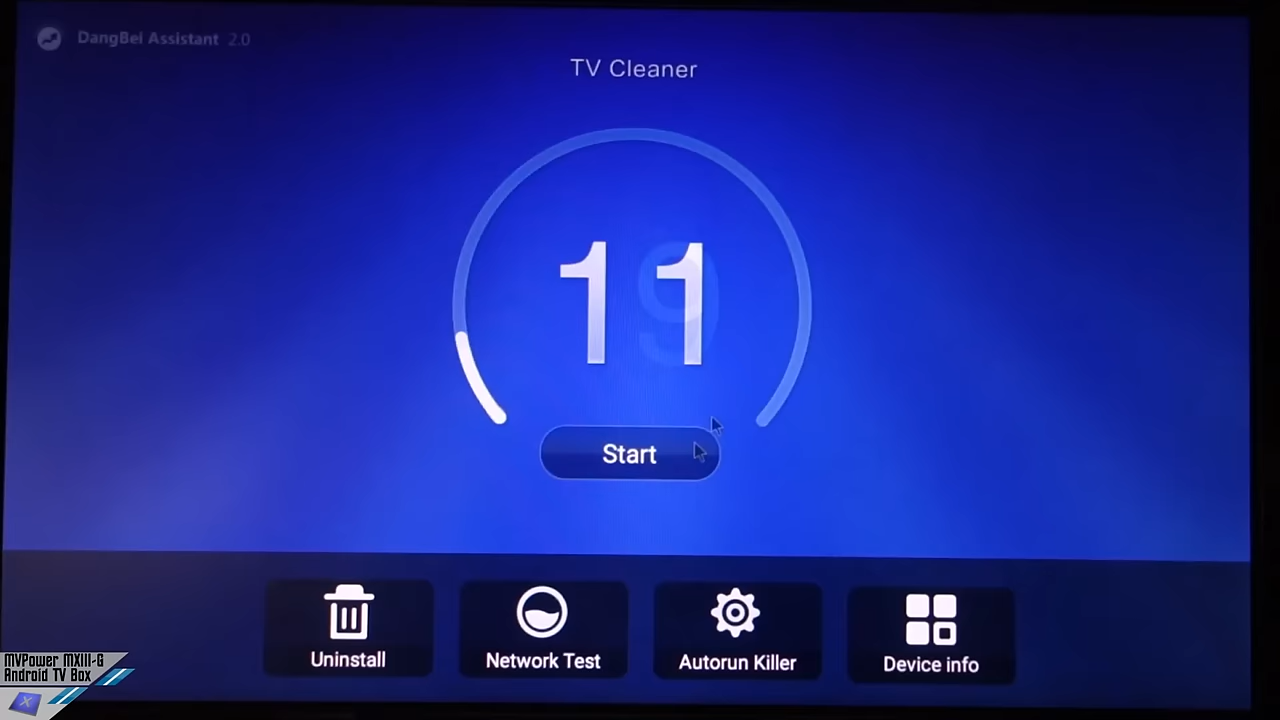 DangBei Assistant 2.0
TV Cleaner
11
Start
Uninstall
Network Test
Autorun Killer
Device info
MVPower MXIII-G
Android TV Box
X